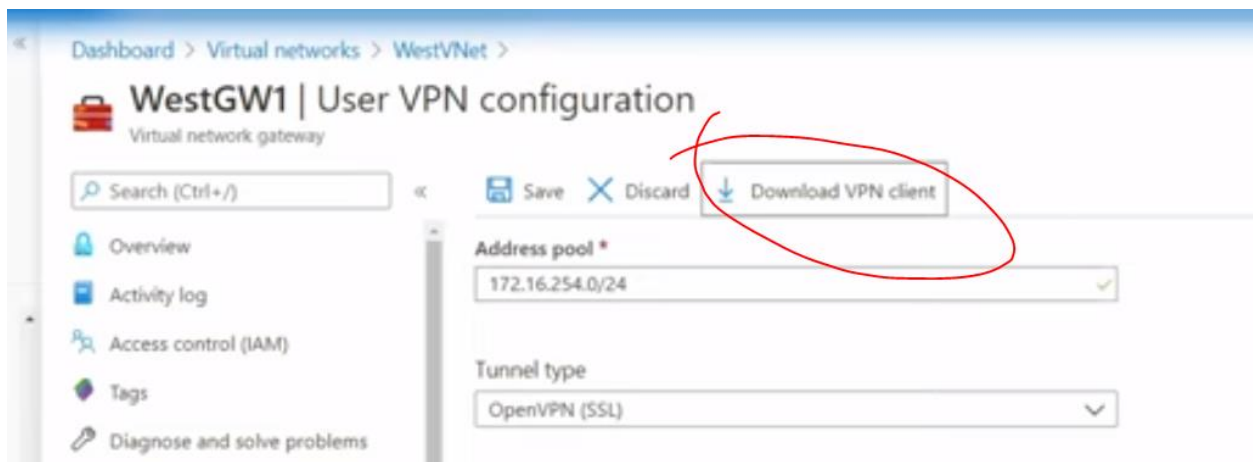 Dashboard > Virtual networks > WestVNet >
WestGW1 | User VPN configuration
Virtual network gateway
Search (Ctrl+/)
«
Save
Discard
Download VPN client
Overview
Activity log
Access control (IAM)
Tags
Diagnose and solve problems
Address pool *
172.16.254.0/24
Tunnel type
OpenVPN (SSL)